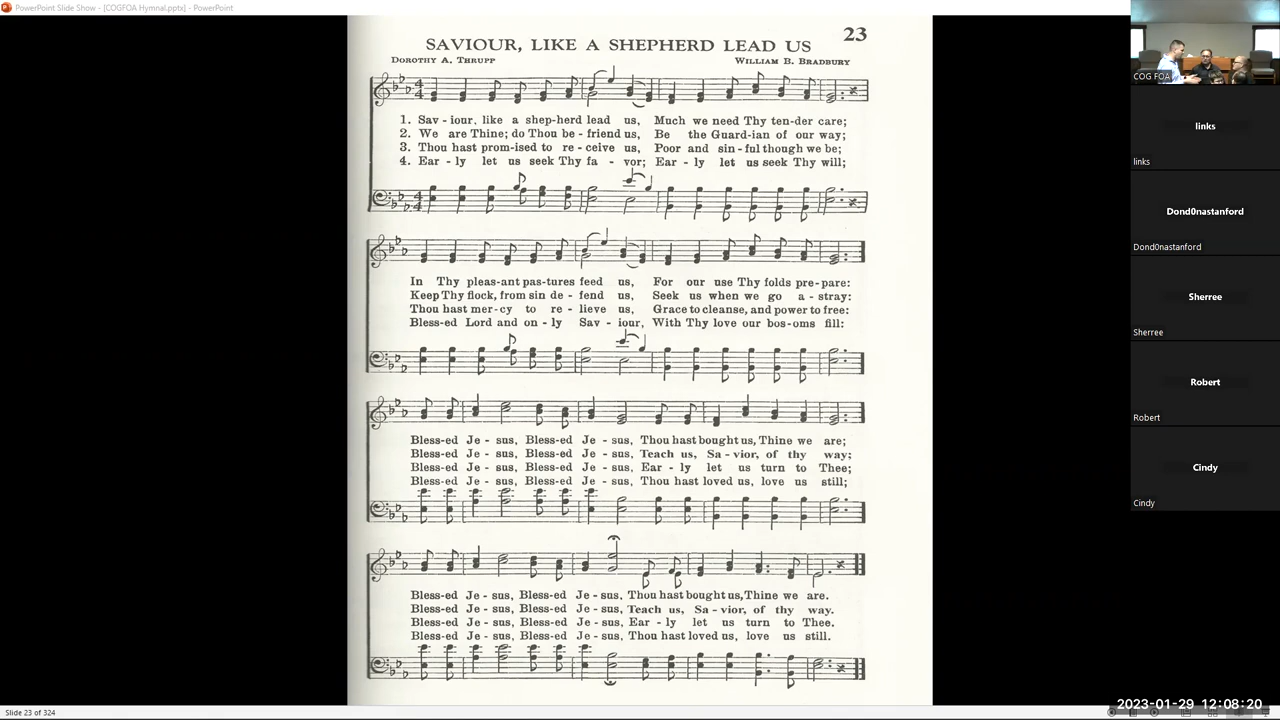 PowerPoint Slide Show - [COGFOA Hymnal.pptx] - PowerPoint
23
SAVIOUR, LIKE A SHEPHERD LEAD US
DOROTHY A. THRUPP
WILLIAM B. BRADBURY
1. Sav - iour, like a shep-herd lead us, Much we need Thy ten-der care;
2. We are Thine; do Thou be - friend us, Be the Guard-ian of our way;
3. Thou hast prom-ised to re - ceive us, Poor and sin - ful though we be;
4. Ear - ly let us seek Thy fa - vor; Ear - ly let us seek Thy will;
In Thy pleas-ant pas-tures feed us, For our use Thy folds pre-pare:
Keep Thy flock, from sin de - fend us, Seek us when we go a - stray:
Thou hast mer-cy to re - lieve us, Grace to cleanse, and power to free:
Bless-ed Lord and on - ly Sav - iour, With Thy love our bos-oms fill:
Bless-ed Je - sus, Bless-ed Je - sus, Thou hast bought us, Thine we are;
Bless-ed Je - sus, Bless-ed Je - sus, Teach us, Sa - vior, of thy way;
Bless-ed Je - sus, Bless-ed Je - sus, Ear - ly let us turn to Thee;
Bless-ed Je - sus, Bless-ed Je - sus, Thou hast loved us, love us still;
Bless-ed Je - sus, Bless-ed Je - sus, Thou hast bought us, Thine we are.
Bless-ed Je - sus, Bless-ed Je - sus, Teach us, Sa - vior, of thy way.
Bless-ed Je - sus, Bless-ed Je - sus, Ear - ly let us turn to Thee.
Bless-ed Je - sus, Bless-ed Je - sus, Thou hast loved us, love us still.
Slide 23 of 324
COG FOA
links
links
Dond0nastanford
Dond0nastanford
Sherree
Sherree
Robert
Robert
Cindy
Cindy
2023-01-29 12:08:20